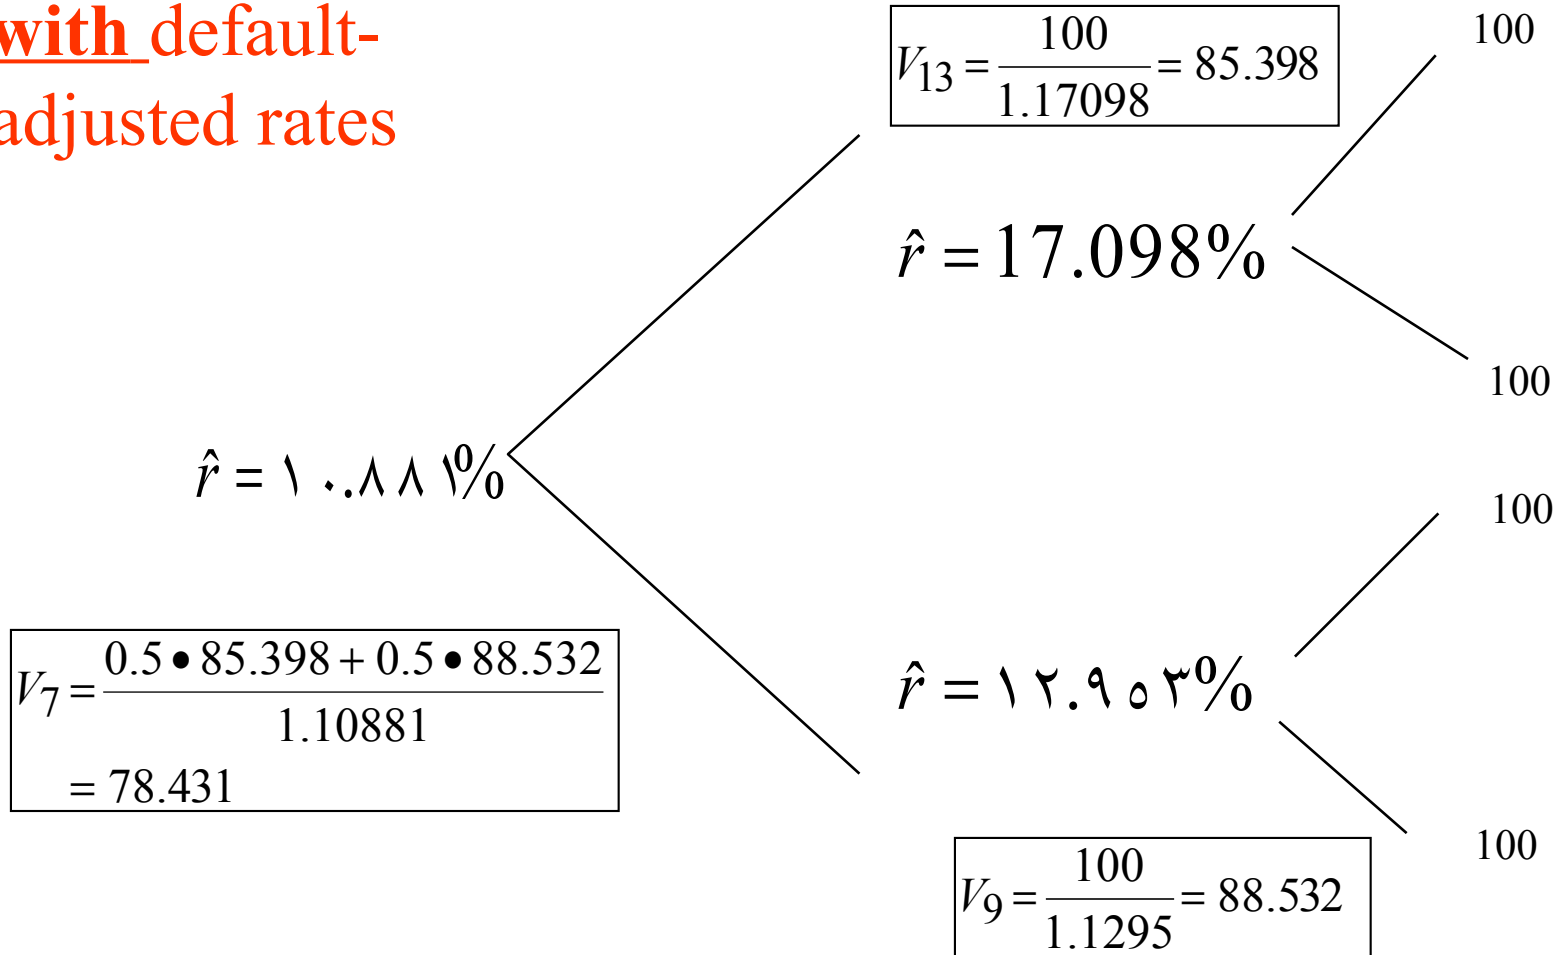 with default-
adjusted rates
V13 = 100/1.17098 = 85.398
100
r̂ = 17.098%
100
r̂ = ١٠.٨٨١%
100
V7 = (0.5 • 85.398 + 0.5 • 88.532)/1.10881
= 78.431
r̂ = ١٢.٩٥٣%
100
V9 = 100/1.1295 = 88.532